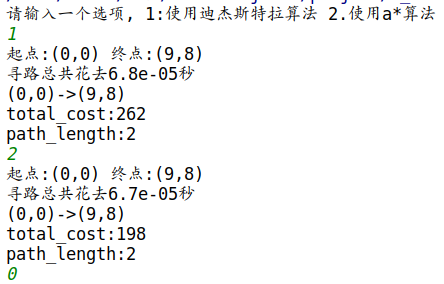 请输入一个选项, 1:使用迪杰斯特拉算法 2.使用a*算法
1
起点:(0,0) 终点:(9,8)
寻路总共花去6.8e-05秒
(0,0)->(9,8)
total_cost:262
path_length:2
2
起点:(0,0) 终点:(9,8)
寻路总共花去6.7e-05秒
(0,0)->(9,8)
total_cost:198
path_length:2
0